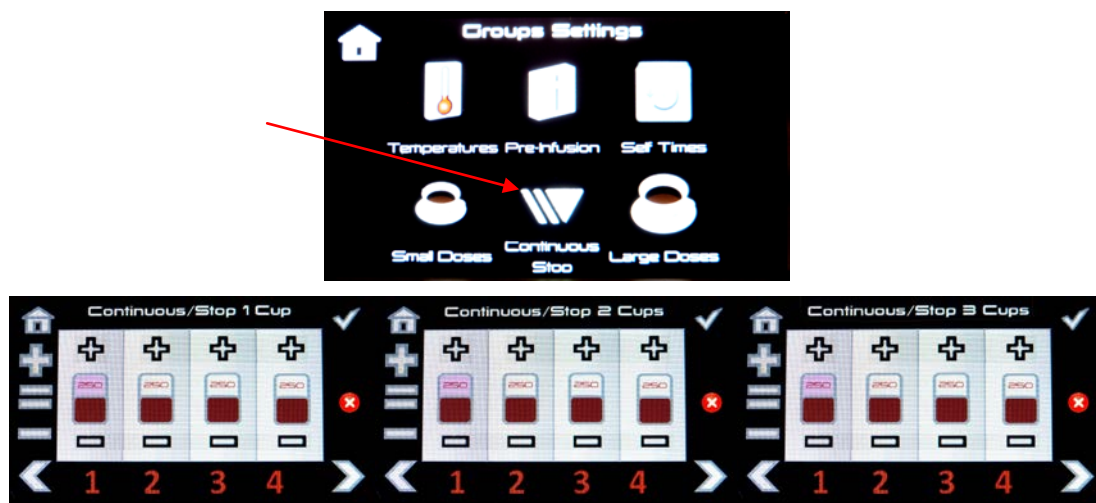 Groups Settings
Temperatures Pre-Infusion Self Times
Small Doses Continuous Stop Large Doses
Continuous/Stop 1 Cup
250 250 250 250
1 2 3 4
Continuous/Stop 2 Cups
250 250 250 250
1 2 3 4
Continuous/Stop 3 Cups
250 250 250 250
1 2 3 4